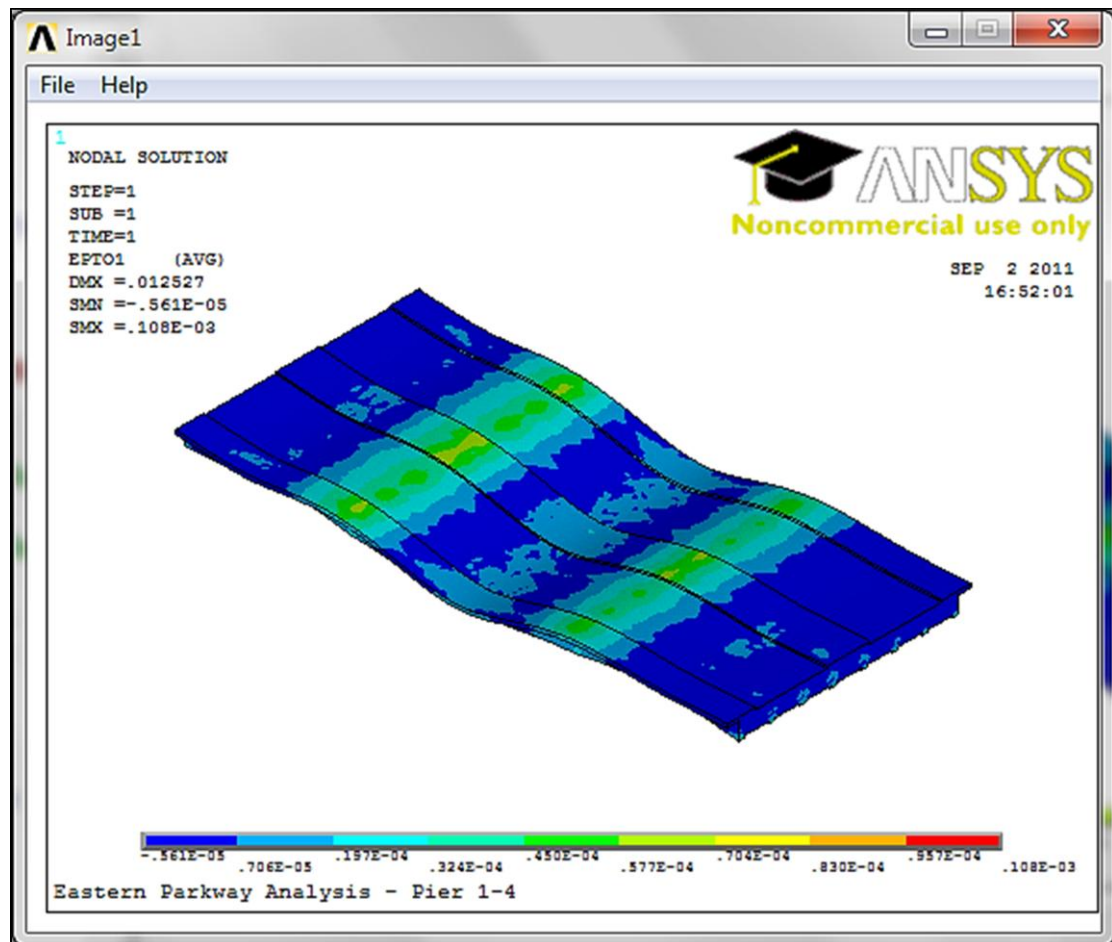 Image1
File Help
1
NODAL SOLUTION
STEP=1
SUB =1
TIME=1
EPTO1 (AVG)
DMX =.012527
SMN =-.561E-05
SMX =.108E-03
ANSYS
Noncommercial use only
SEP 2 2011
16:52:01
-.561E-05 .197E-04 .450E-04 .704E-04 .957E-04
.706E-05 .324E-04 .577E-04 .830E-04 .108E-03
Eastern Parkway Analysis - Pier 1-4